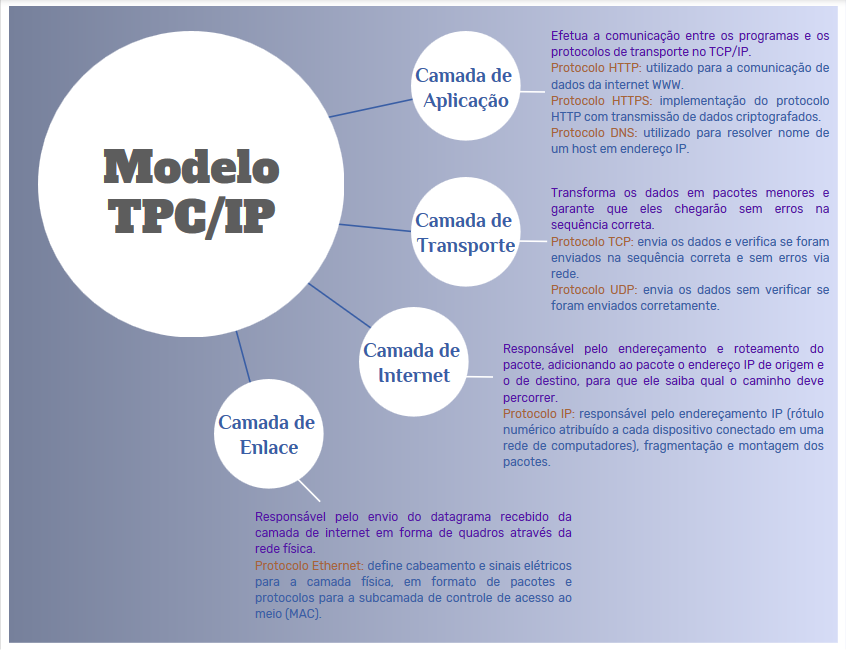 Modelo
TPC/IP
Camada de
Aplicação
Efetua a comunicação entre os programas e os
protocolos de transporte no TCP/IP.
Protocolo HTTP: utilizado para a comunicação de
dados da internet WWW.
Protocolo HTTPS: implementação do protocolo
HTTP com transmissão de dados criptografados.
Protocolo DNS: utilizado para resolver nome de
um host em endereço IP.
Camada de
Transporte
Transforma os dados em pacotes menores e
garante que eles chegarão sem erros na
sequência correta.
Protocolo TCP: envia os dados e verifica se foram
enviados na sequência correta e sem erros via
rede.
Protocolo UDP: envia os dados sem verificar se
foram enviados corretamente.
Camada de
Internet
Responsável pelo endereçamento e roteamento do
pacote, adicionando ao pacote o endereço IP de origem e
o de destino, para que ele saiba qual o caminho deve
percorrer.
Protocolo IP: responsável pelo endereçamento IP (rótulo
numérico atribuído a cada dispositivo conectado em uma
rede de computadores), fragmentação e montagem dos
pacotes.
Camada de
Enlace
Responsável pelo envio do datagrama recebido da
camada de internet em forma de quadros através da
rede física.
Protocolo Ethernet: define cabeamento e sinais elétricos
para a camada física, em formato de pacotes e
protocolos para a subcamada de controle de acesso ao
meio (MAC).